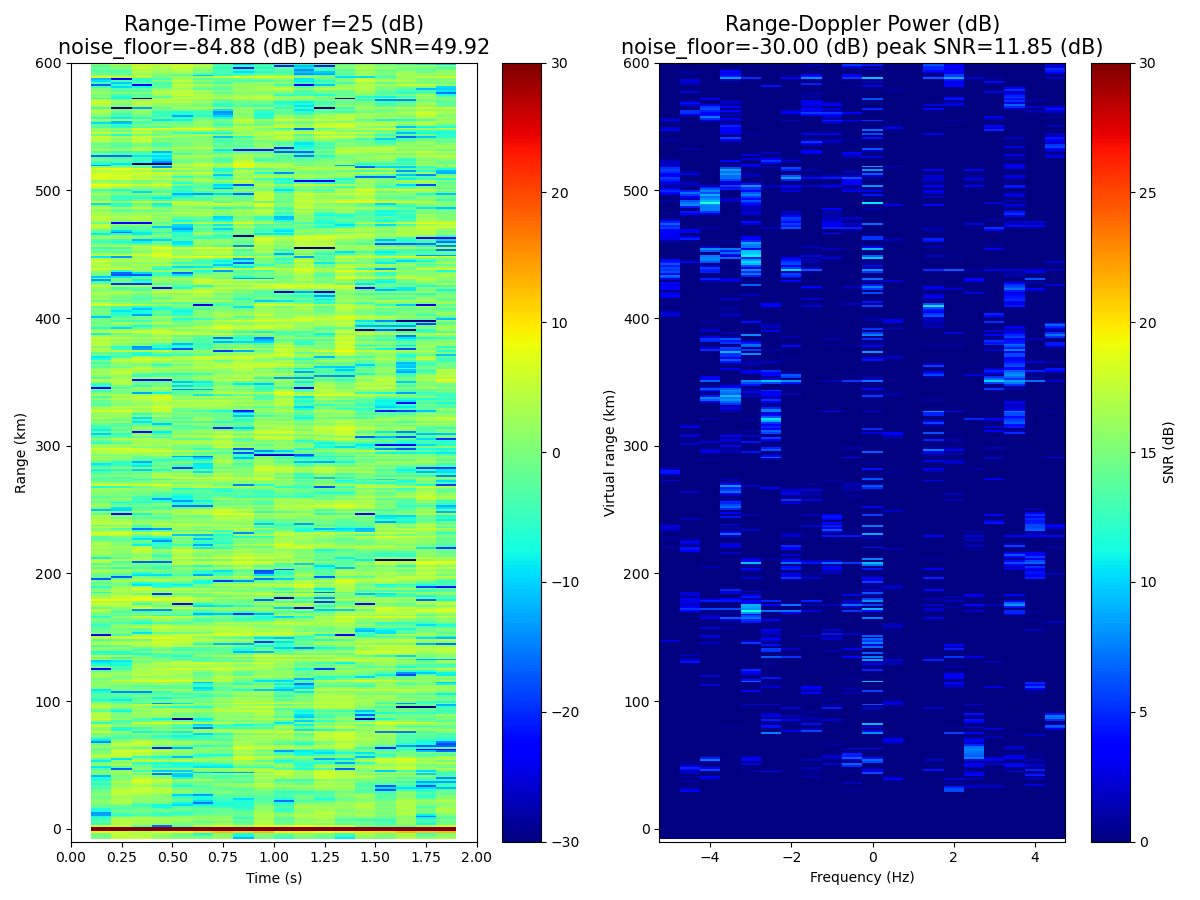 Range-Time Power f=25 (dB)
noise_floor=-84.88 (dB) peak SNR=49.92
Range (km)
600
500
400
300
200
100
0
0.00 0.25 0.50 0.75 1.00 1.25 1.50 1.75 2.00
Time (s)
30
20
10
0
−10
−20
−30
Range-Doppler Power (dB)
noise_floor=-30.00 (dB) peak SNR=11.85 (dB)
Virtual range (km)
600
500
400
300
200
100
0
−4 −2 0 2 4
Frequency (Hz)
30
25
20
15
10
5
0
SNR (dB)